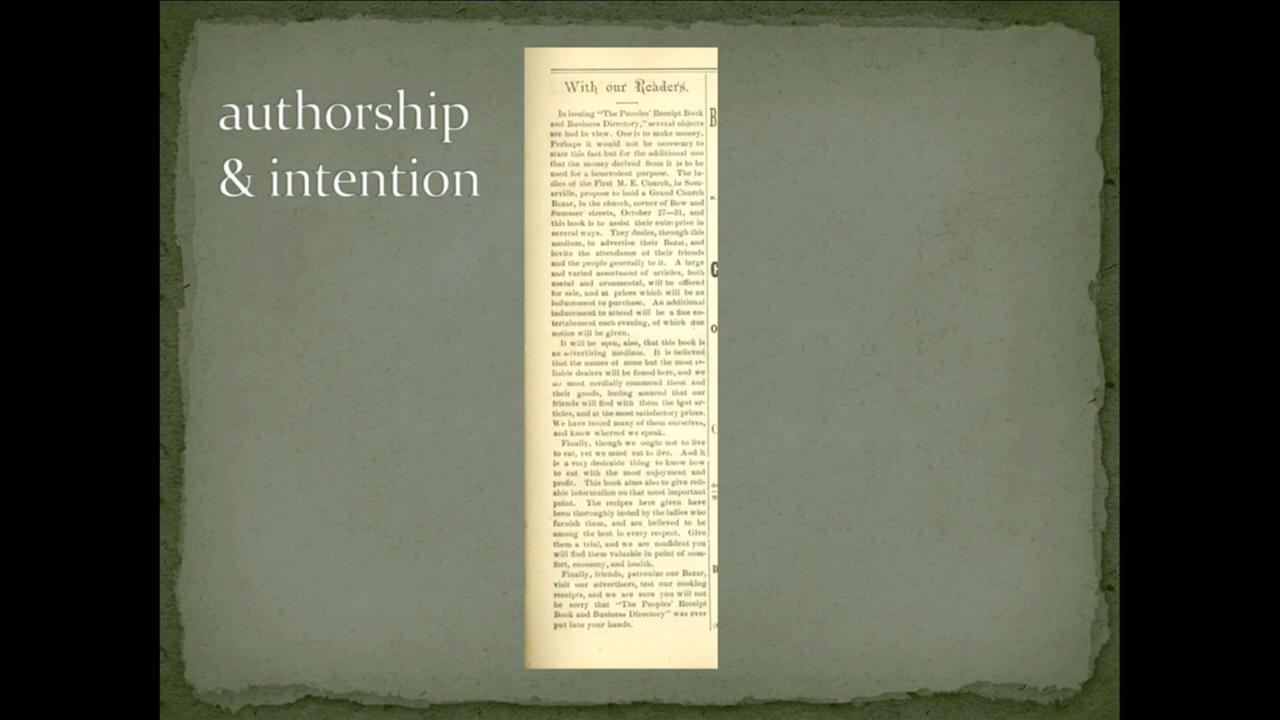 authorship
& intention
With our Readers.
In issuing "The Peoples' Receipt Book
and Business Directory," several objects
are had in view. One is to make money.
Perhaps it would not be necessary to
state this fact but for the additional one
that the money derived from it is to be
used for a benevolent purpose. The la-
dies of the First M. E. Church, in Som-
erville, propose to hold a Grand Church
Bazar, in the church, corner of Bow and
Summer streets, October 27—31, and
this book is to assist their enterprise in
several ways. They desire, through this
medium, to advertise their Bazar, and
invite the attendance of their friends
and the people generally to it. A large
and varied assortment of articles, both
useful and ornamental, will be offered
for sale, and at prices which will be an
inducement to purchase. An additional
inducement to attend will be a fine en-
tertainment each evening, of which due
notice will be given.
It will be seen, also, that this book is
an advertising medium. It is believed
that the names of none but the most re-
liable dealers will be found here, and we
do most cordially commend them and
their goods, feeling assured that our
friends will find with them the best ar-
ticles, and at the most satisfactory prices.
We have tested many of them ourselves,
and know whereof we speak.
Finally, though we ought not to live
to eat, yet we must eat to live. And it
is a very desirable thing to know how
to eat with the most enjoyment and
profit. This book aims also to give reli-
able information on that most important
point. The recipes here given have
been thoroughly tested by the ladies who
furnish them, and are believed to be
among the best in every respect. Give
them a trial, and we are confident you
will find them valuable in point of com-
fort, economy, and health.
Finally, friends, patronize our Bazar,
visit our advertisers, test our cooking
receipts, and we are sure you will not
be sorry that "The Peoples' Receipt
Book and Business Directory" was ever
put into your hands.